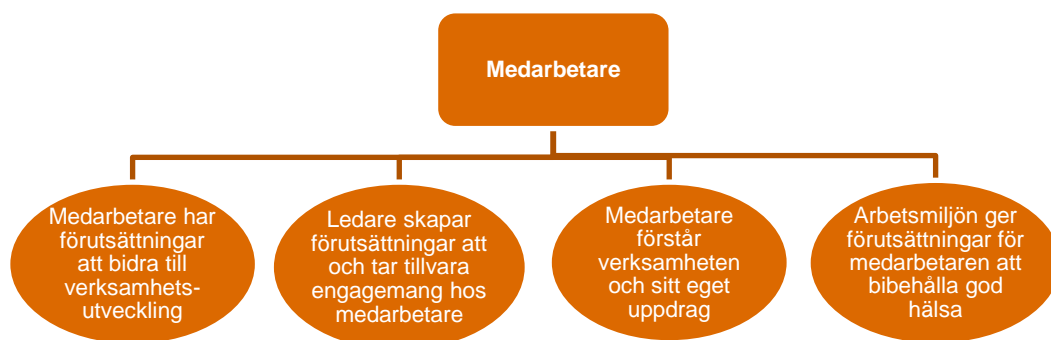 Medarbetare
Medarbetare har
förutsättningar
att bidra till
verksamhets-
utveckling
Ledare skapar
förutsättningar att
och tar tillvara
engagemang hos
medarbetare
Medarbetare
förstår
verksamheten
och sitt eget
uppdrag
Arbetsmiljön ger
förutsättningar för
medarbetaren att
bibehålla god
hälsa